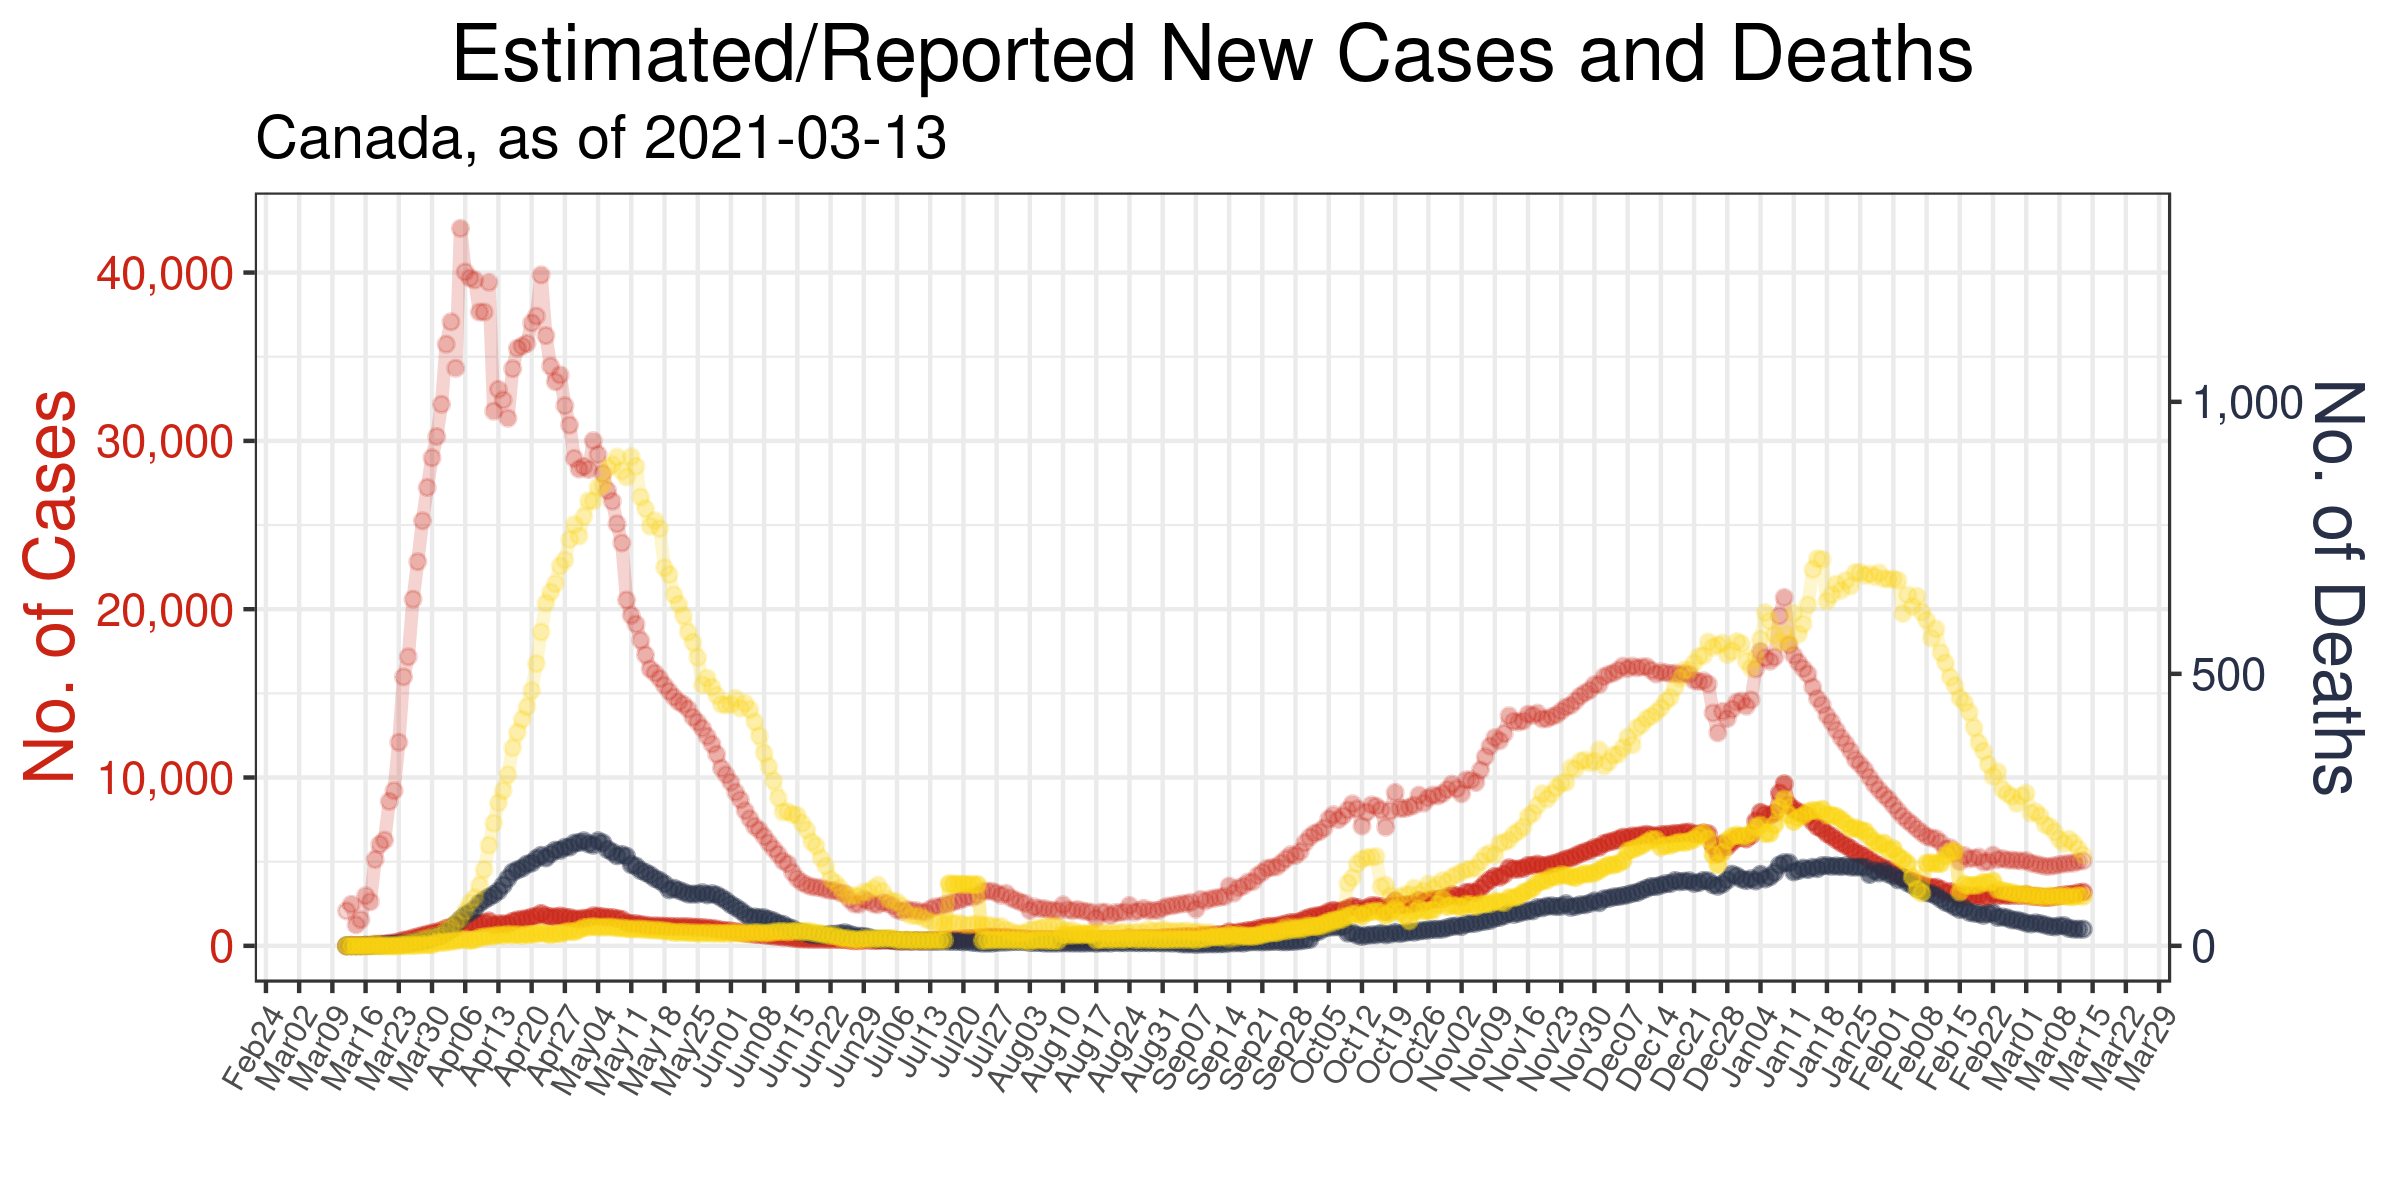 Estimated/Reported New Cases and Deaths
Canada, as of 2021-03-13
No. of Cases
40,000
30,000
20,000
10,000
0
1,000
500
0
No. of Deaths
Feb24
Mar02
Mar09
Mar16
Mar23
Mar30
Apr06
Apr13
Apr20
Apr27
May04
May11
May18
May25
Jun01
Jun08
Jun15
Jun22
Jun29
Jul06
Jul13
Jul20
Jul27
Aug03
Aug10
Aug17
Aug24
Aug31
Sep07
Sep14
Sep21
Sep28
Oct05
Oct12
Oct19
Oct26
Nov02
Nov09
Nov16
Nov23
Nov30
Dec07
Dec14
Dec21
Dec28
Jan04
Jan11
Jan18
Jan25
Feb01
Feb08
Feb15
Feb22
Mar01
Mar08
Mar15
Mar22
Mar29